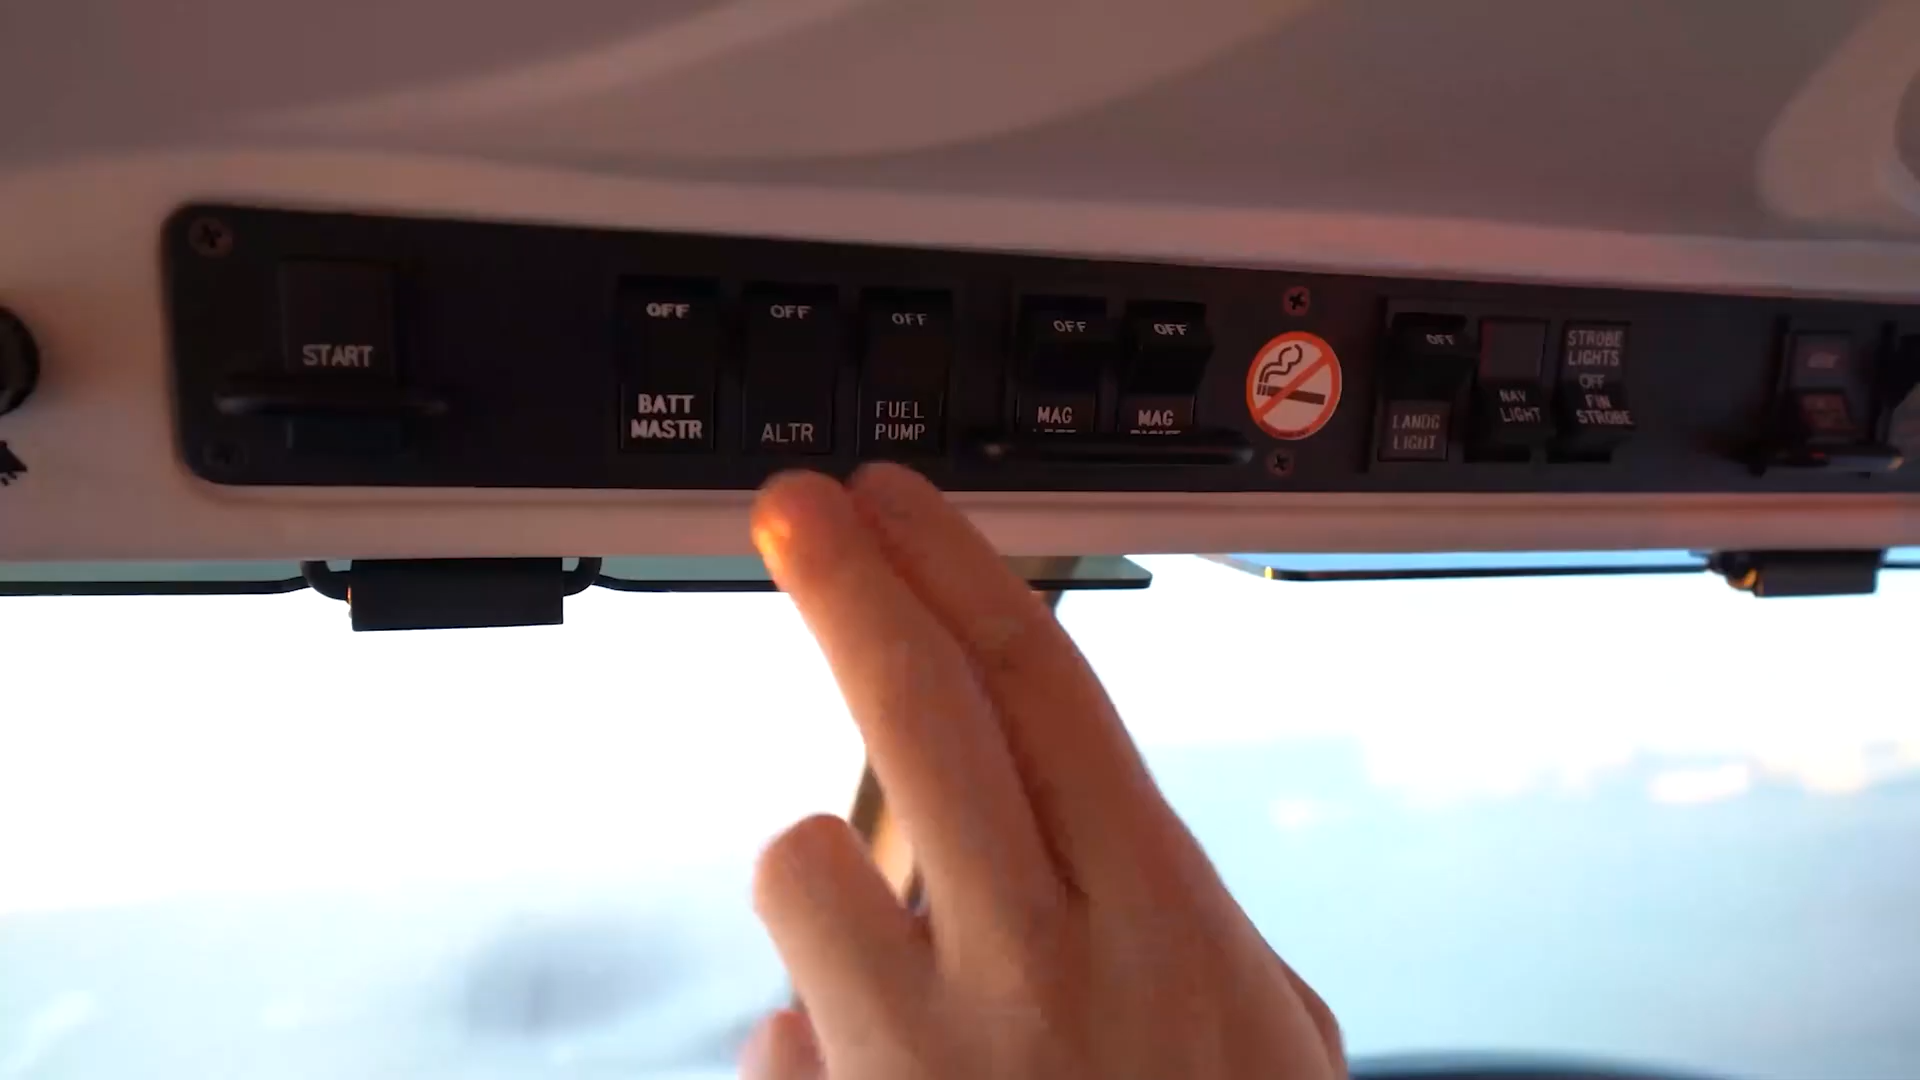 START
OFF
BATT
MASTR
OFF
ALTR
OFF
FUEL
PUMP
OFF
MAG
OFF
MAG
OFF
LANDG
LIGHT
NAV
LIGHT
STROBE
LIGHTS
OFF
FIN
STROBE